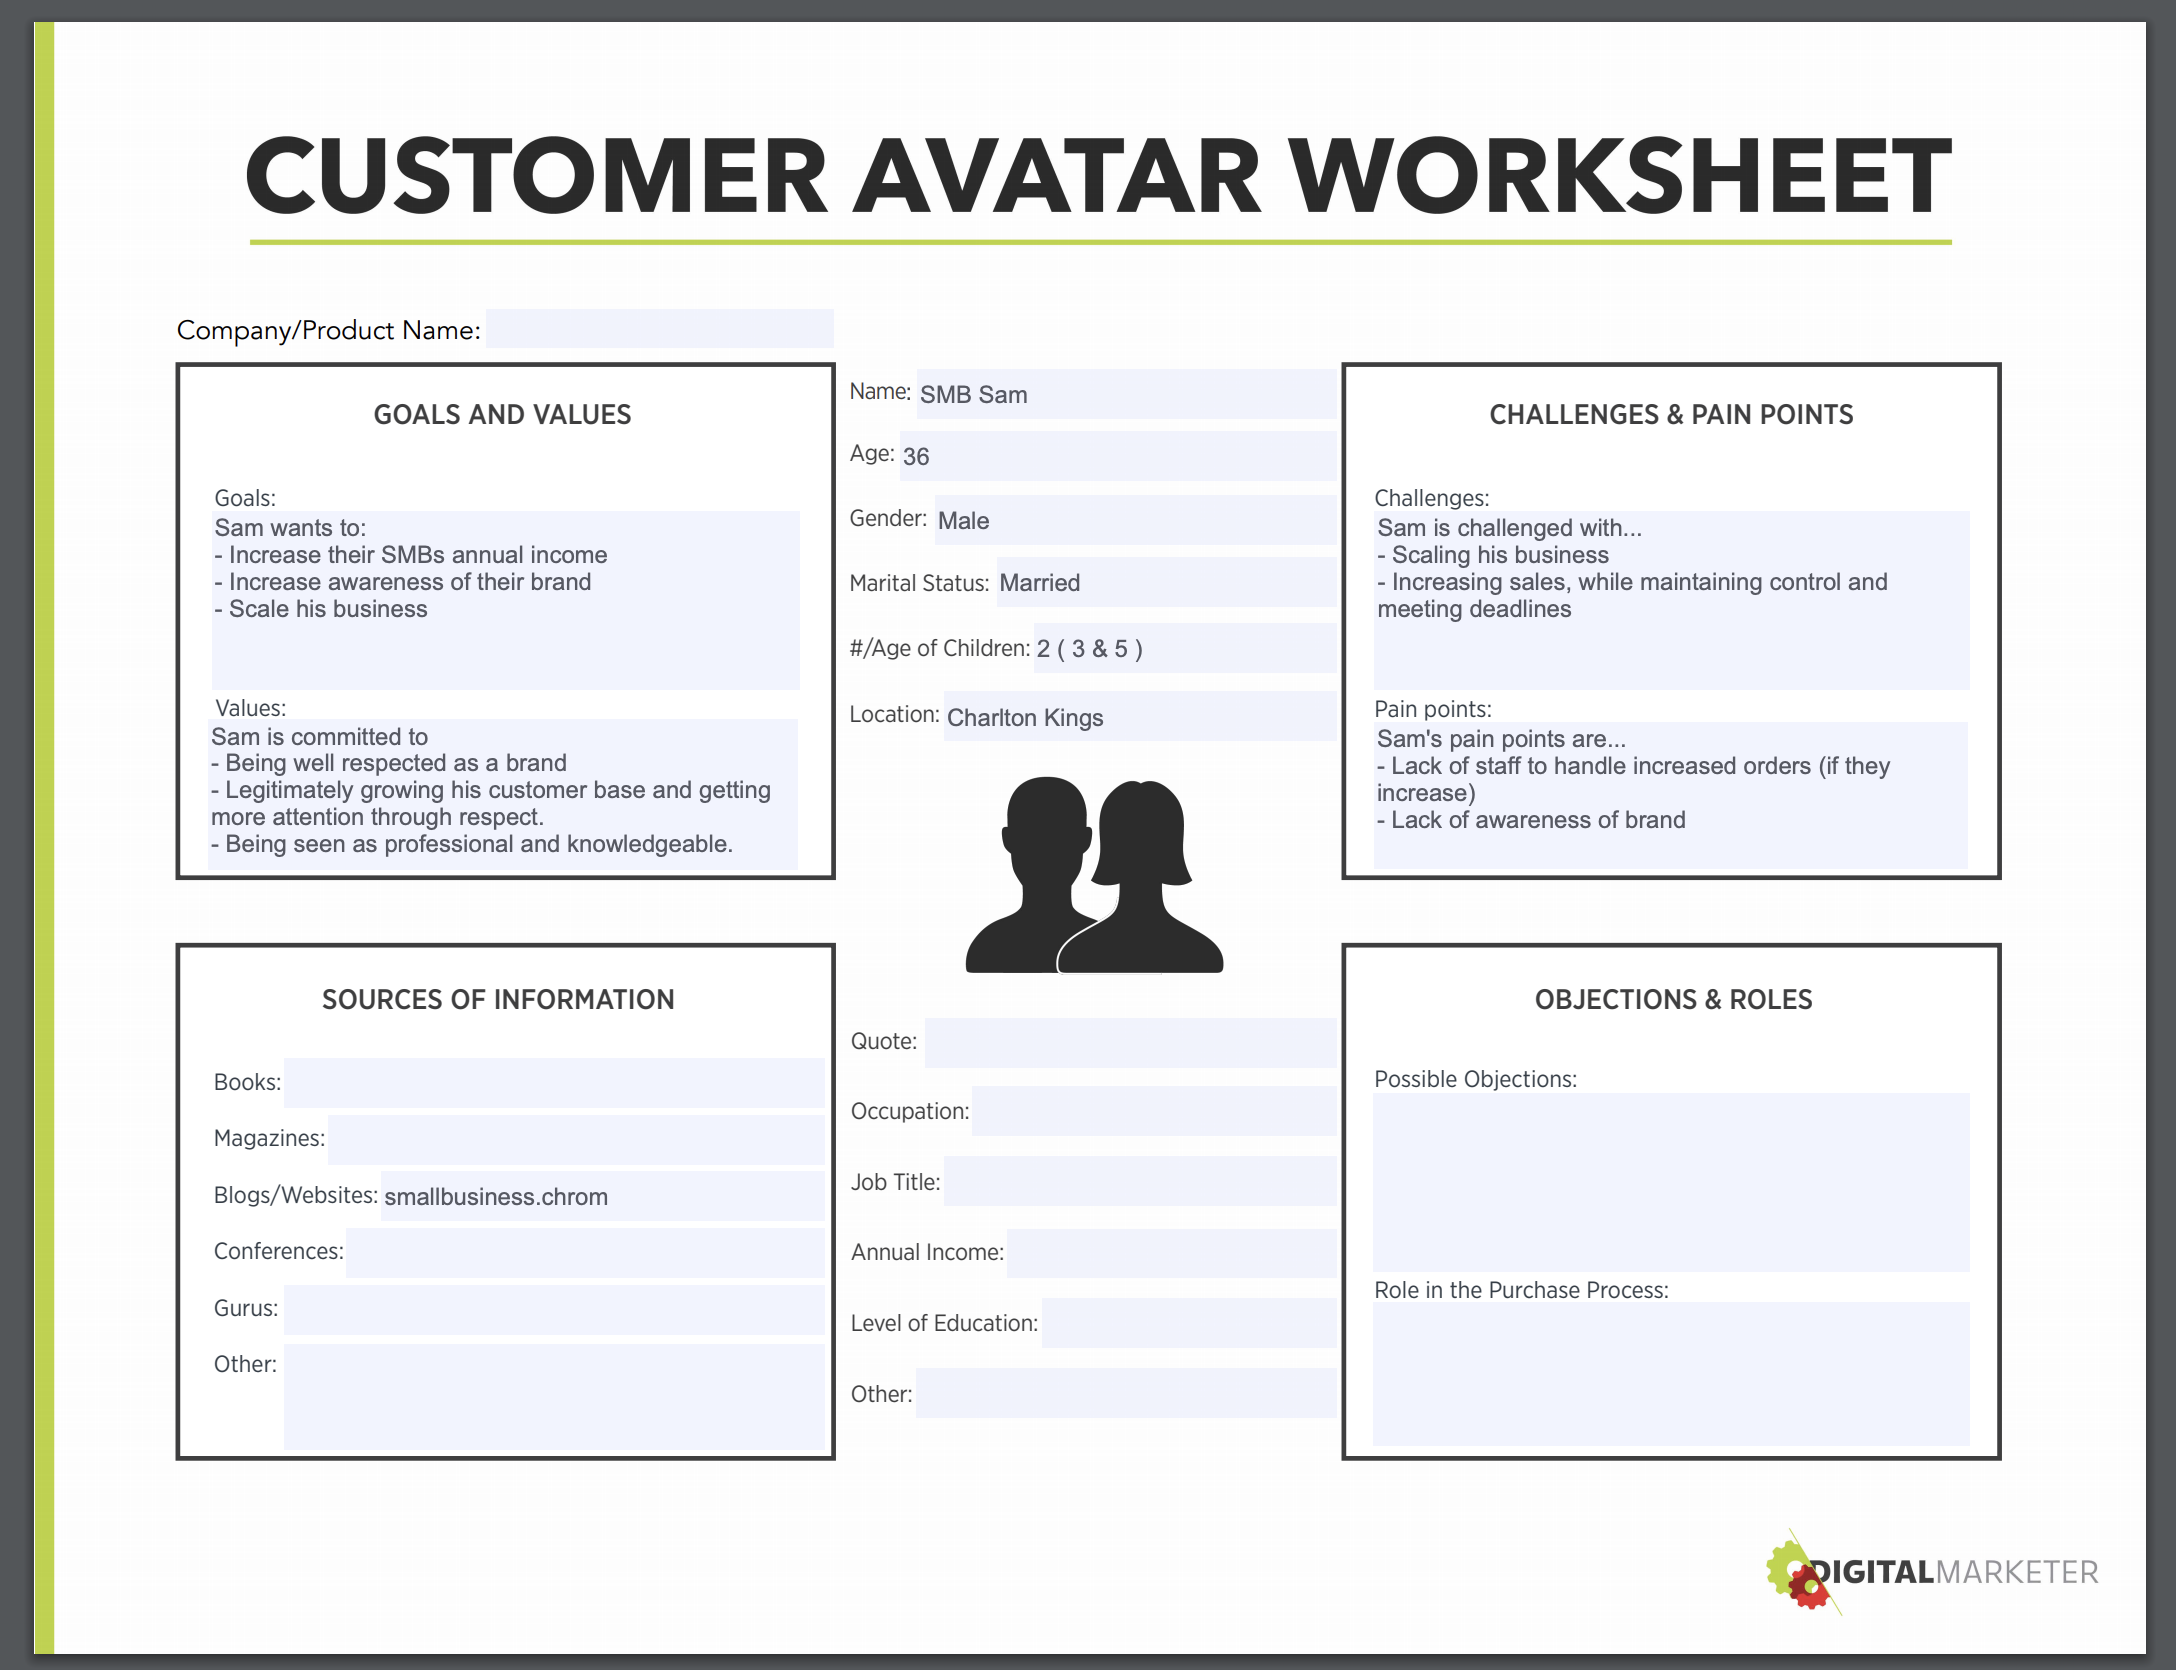 CUSTOMER AVATAR WORKSHEET
Company/Product Name:
GOALS AND VALUES
Goals:
Sam wants to:
- Increase their SMBs annual income
- Increase awareness of their brand
- Scale his business
Values:
Sam is committed to
- Being well respected as a brand
- Legitimately growing his customer base and getting
more attention through respect.
- Being seen as professional and knowledgeable.
Name: SMB Sam
Age: 36
Gender: Male
Marital Status: Married
#/Age of Children: 2 ( 3 & 5 )
Location: Charlton Kings
CHALLENGES & PAIN POINTS
Challenges:
Sam is challenged with...
- Scaling his business
- Increasing sales, while maintaining control and
meeting deadlines
Pain points:
Sam's pain points are...
- Lack of staff to handle increased orders (if they
increase)
- Lack of awareness of brand
SOURCES OF INFORMATION
Books:
Magazines:
Blogs/Websites: smallbusiness.chrom
Conferences:
Gurus:
Other:
Quote:
Occupation:
Job Title:
Annual Income:
Level of Education:
Other:
OBJECTIONS & ROLES
Possible Objections:
Role in the Purchase Process:
DIGITALMARKETER